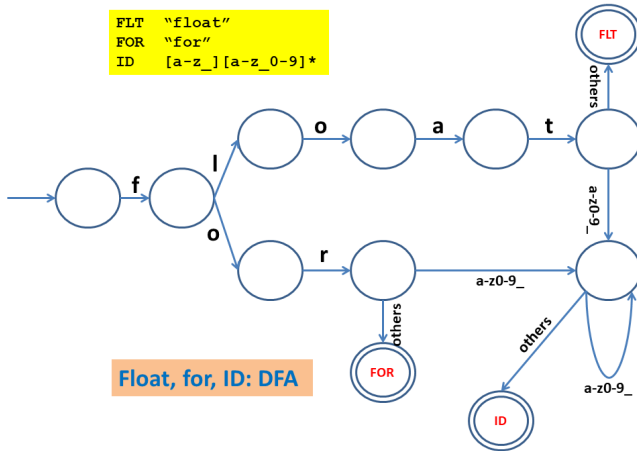 FLT “float”
FOR “for”
ID [a-z_][a-z_0-9]*
FLT
others
o
a
t
l
f
a-z0-9_
o
r
a-z0-9_
others
FOR
others
Float, for, ID: DFA
a-z0-9_
ID